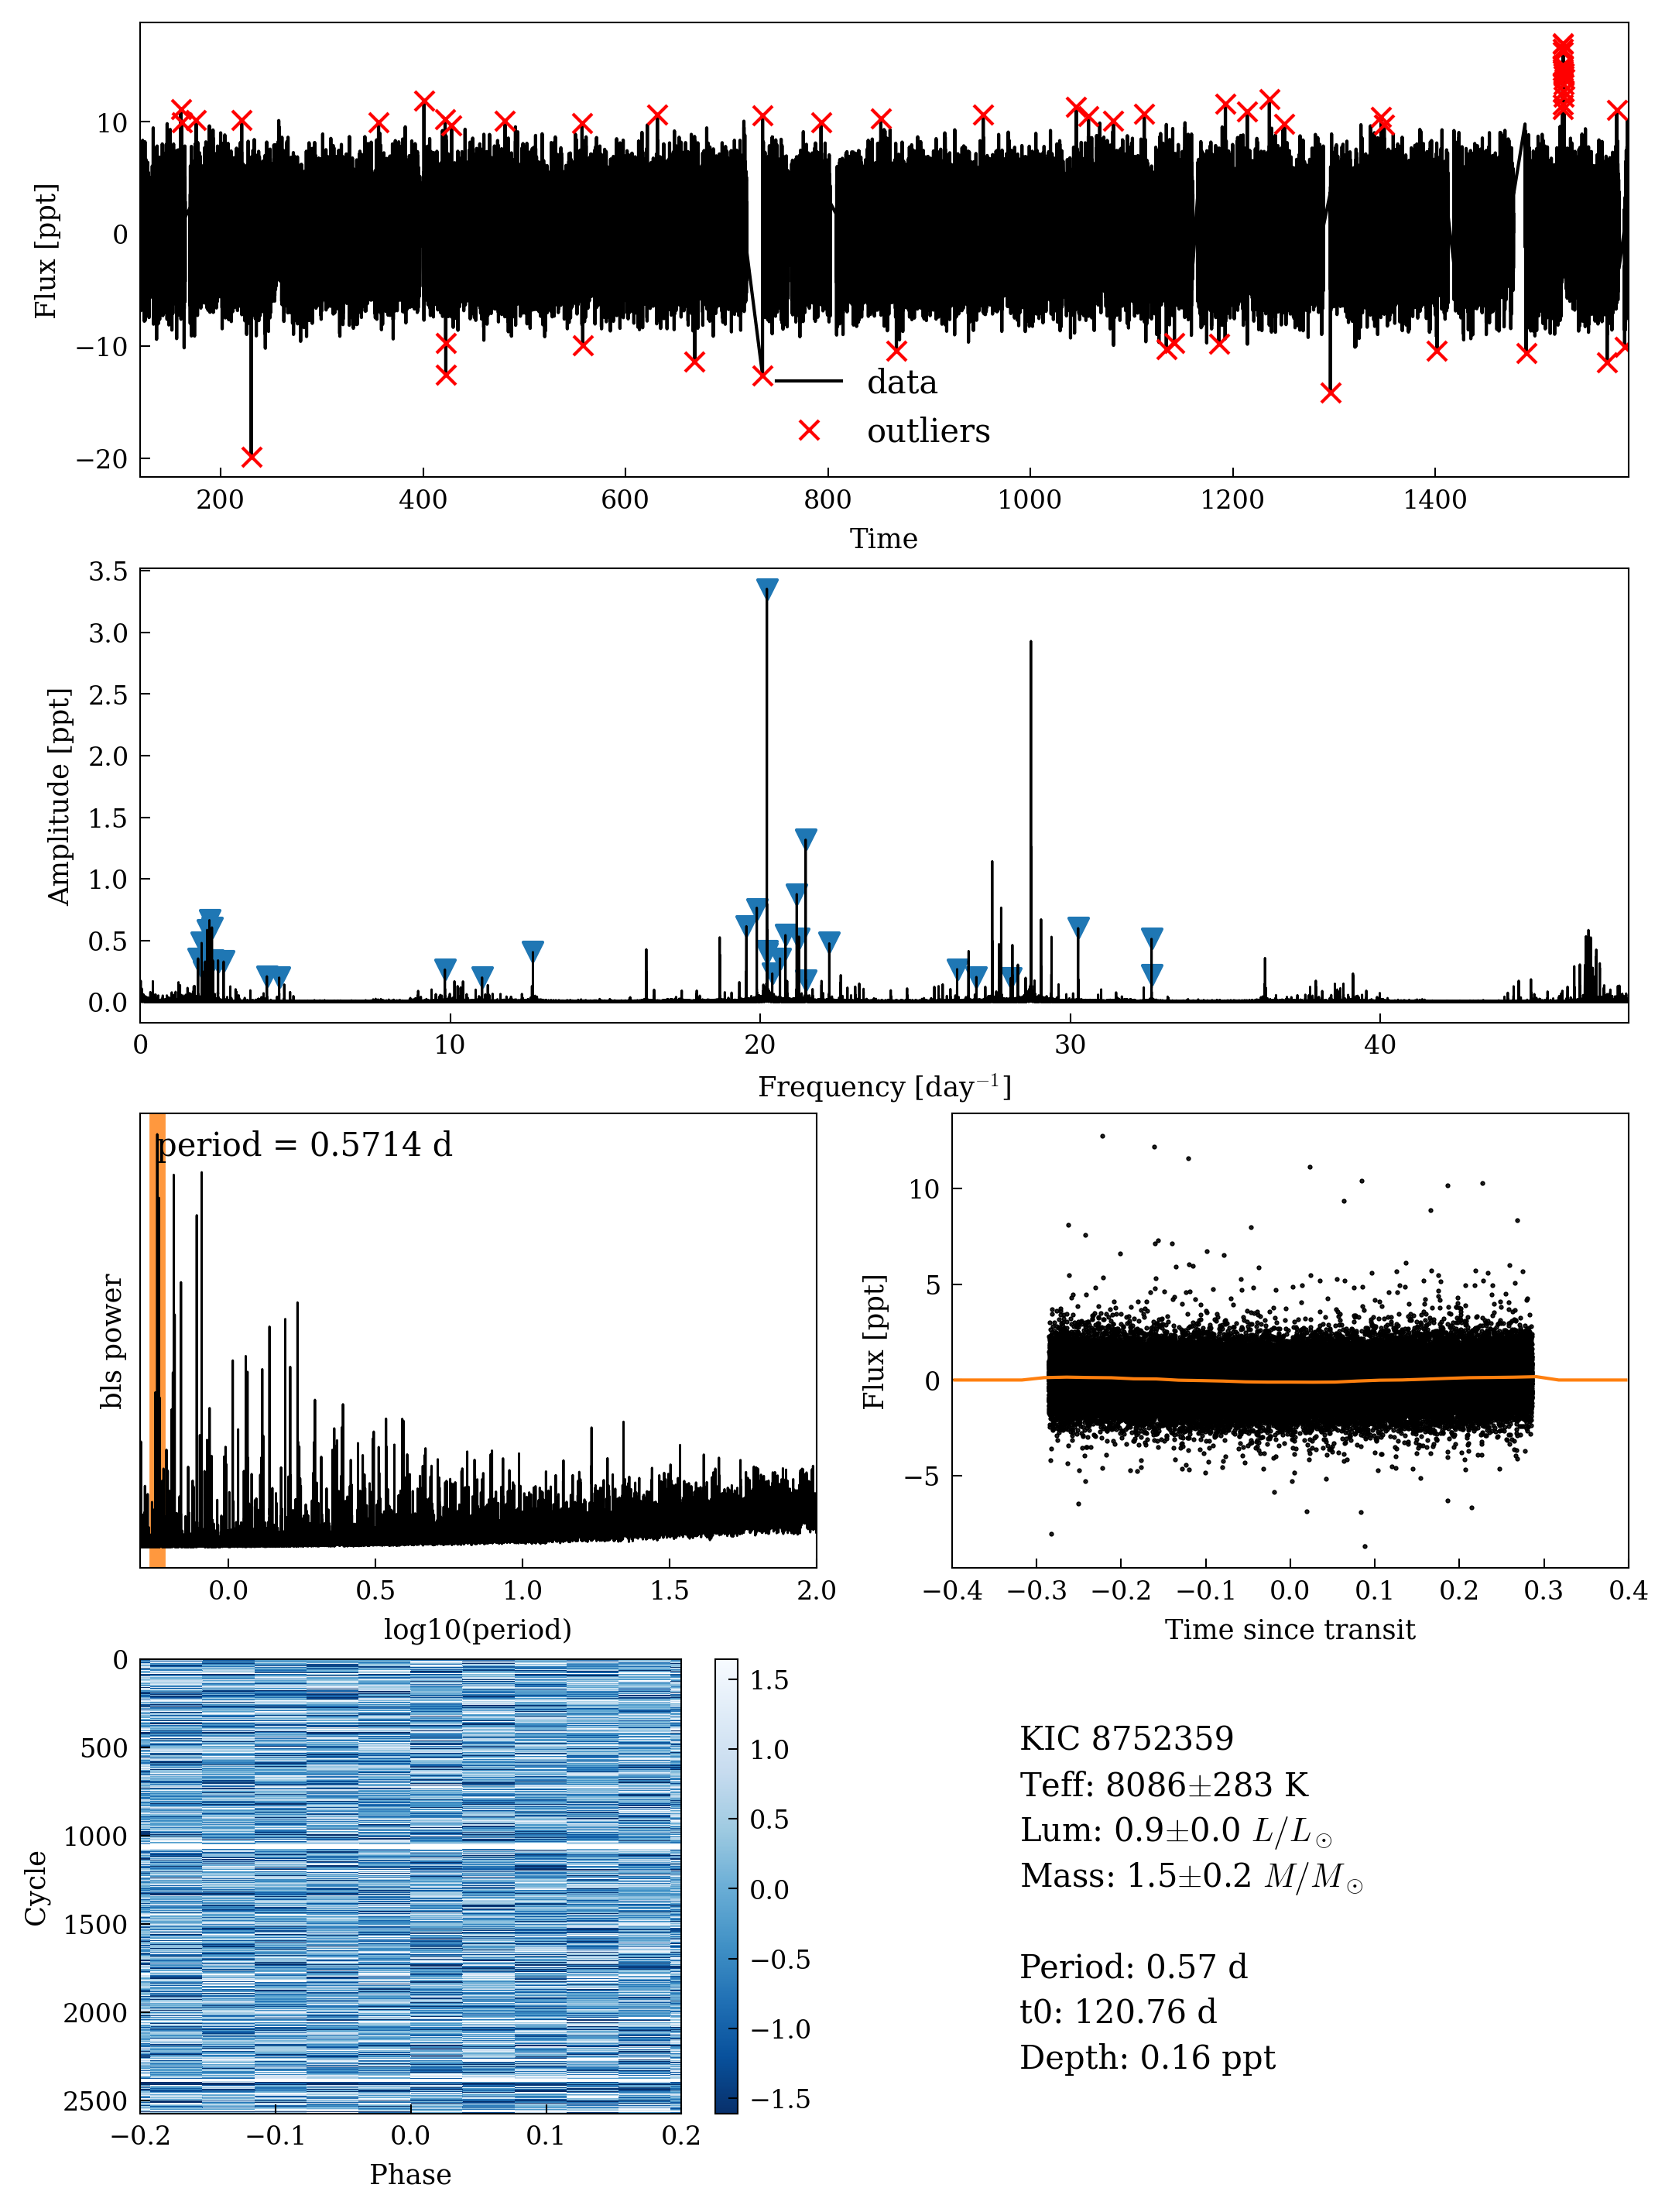 10
0
−10
−20
Flux [ppt]
data
outliers
200 400 600 800 1000 1200 1400
Time
3.5
3.0
2.5
2.0
1.5
1.0
0.5
0.0
Amplitude [ppt]
0 10 20 30 40
Frequency [day⁻¹]
period = 0.5714 d
bls power
0.0 0.5 1.0 1.5 2.0
log10(period)
10
5
0
−5
Flux [ppt]
−0.4 −0.3 −0.2 −0.1 0.0 0.1 0.2 0.3 0.4
Time since transit
0
500
1000
1500
2000
2500
Cycle
−0.2 −0.1 0.0 0.1 0.2
Phase
1.5
1.0
0.5
0.0
−0.5
−1.0
−1.5
KIC 8752359
Teff: 8086±283 K
Lum: 0.9±0.0 L/L☉
Mass: 1.5±0.2 M/M☉
Period: 0.57 d
t0: 120.76 d
Depth: 0.16 ppt